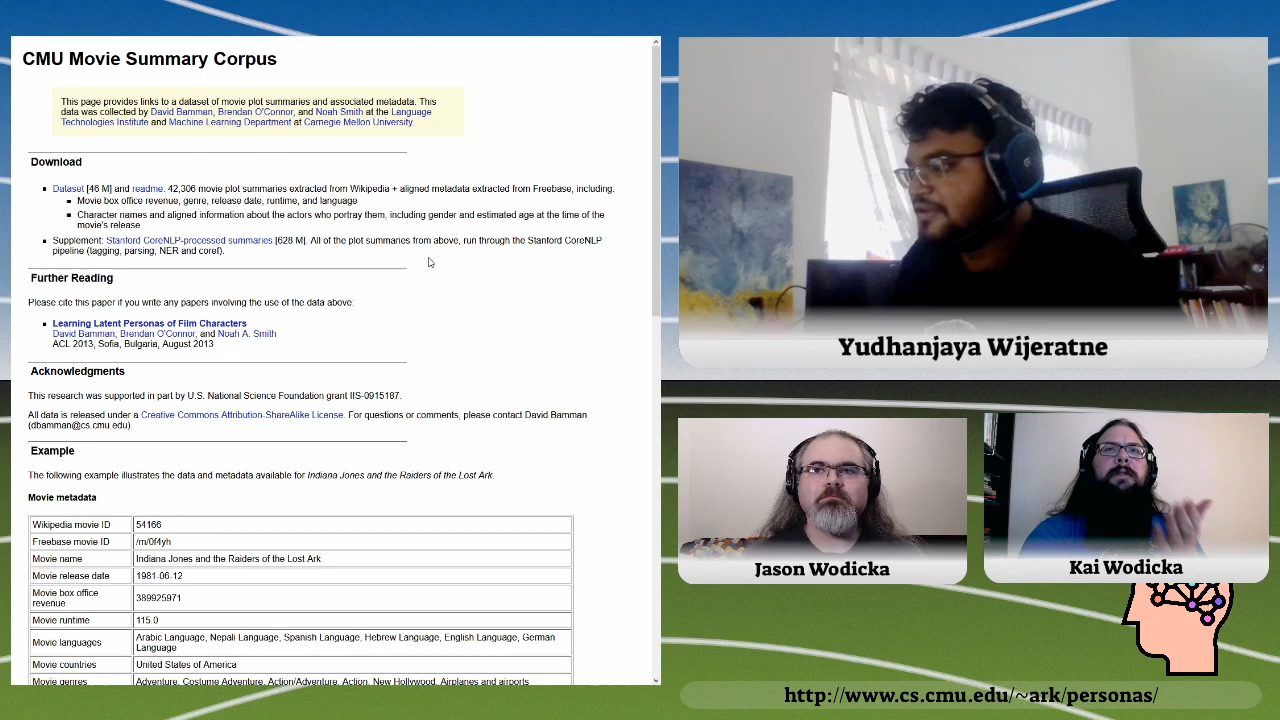 CMU Movie Summary Corpus
This page provides links to a dataset of movie plot summaries and associated metadata. This
data was collected by David Bamman, Brendan O'Connor, and Noah Smith at the Language
Technologies Institute and Machine Learning Department at Carnegie Mellon University.
Download
Dataset [46 M] and readme. 42,306 movie plot summaries extracted from Wikipedia + aligned metadata extracted from Freebase, including:
Movie box office revenue, genre, release date, runtime, and language
Character names and aligned information about the actors who portray them, including gender and estimated age at the time of the
movie's release
Supplement: Stanford CoreNLP-processed summaries [628 M]. All of the plot summaries from above, run through the Stanford CoreNLP
pipeline (tagging, parsing, NER and coref).
Further Reading
Please cite this paper if you write any papers involving the use of the data above:
Learning Latent Personas of Film Characters
David Bamman, Brendan O'Connor, and Noah A. Smith
ACL 2013, Sofia, Bulgaria, August 2013
Acknowledgments
This research was supported in part by U.S. National Science Foundation grant IIS-0915187.
All data is released under a Creative Commons Attribution-ShareAlike License. For questions or comments, please contact David Bamman
(dbamman@cs.cmu.edu).
Example
The following example illustrates the data and metadata available for Indiana Jones and the Raiders of the Lost Ark.
Movie metadata
Wikipedia movie ID 54166
Freebase movie ID /m/0f4yh
Movie name Indiana Jones and the Raiders of the Lost Ark
Movie release date 1981-06-12
Movie box office
revenue 389925971
Movie runtime 115.0
Movie languages Arabic Language, Nepali Language, Spanish Language, Hebrew Language, English Language, German
Language
Movie countries United States of America
Movie genres Adventure, Costume Adventure, Action/Adventure, Action, New Hollywood, Airplanes and airports
Yudhanjaya Wijeratne
Jason Wodicka
Kai Wodicka
http://www.cs.cmu.edu/~ark/personas/